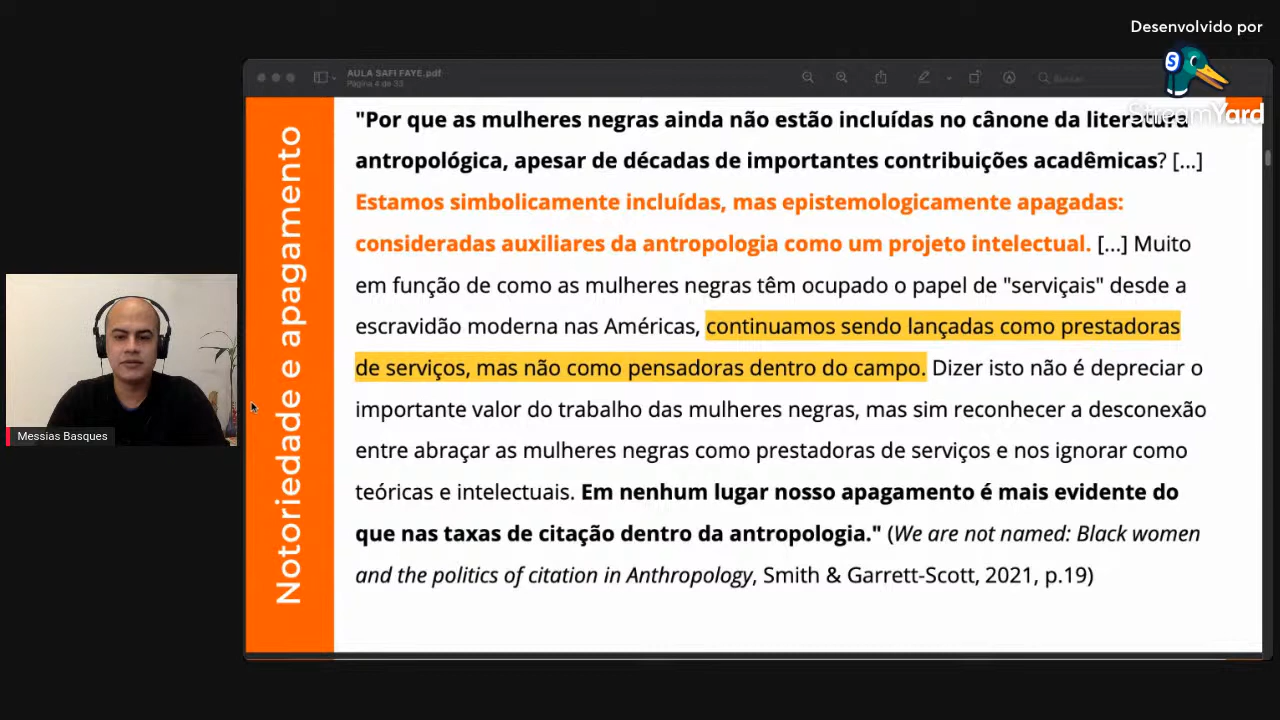 Desenvolvido por
StreamYard
AULA SAFI FAYE.pdf
Página 4 de 33
Buscar
Notoriedade e apagamento
"Por que as mulheres negras ainda não estão incluídas no cânone da literatura
antropológica, apesar de décadas de importantes contribuições acadêmicas? [...]
Estamos simbolicamente incluídas, mas epistemologicamente apagadas:
consideradas auxiliares da antropologia como um projeto intelectual. [...] Muito
em função de como as mulheres negras têm ocupado o papel de "serviçais" desde a
escravidão moderna nas Américas, continuamos sendo lançadas como prestadoras
de serviços, mas não como pensadoras dentro do campo. Dizer isto não é depreciar o
importante valor do trabalho das mulheres negras, mas sim reconhecer a desconexão
entre abraçar as mulheres negras como prestadoras de serviços e nos ignorar como
teóricas e intelectuais. Em nenhum lugar nosso apagamento é mais evidente do
que nas taxas de citação dentro da antropologia." (We are not named: Black women
and the politics of citation in Anthropology, Smith & Garrett-Scott, 2021, p.19)
Messias Basques